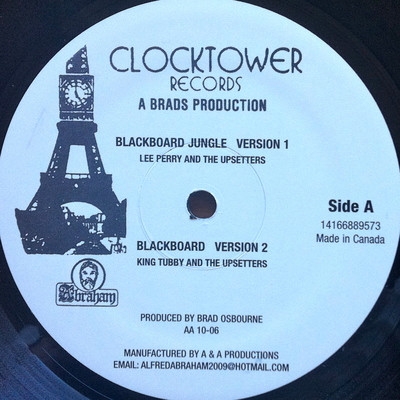 CLOCKTOWER
RECORDS
A BRADS PRODUCTION
BLACKBOARD JUNGLE VERSION 1
LEE PERRY AND THE UPSETTERS
Side A
14166889573
Made in Canada
BLACKBOARD VERSION 2
KING TUBBY AND THE UPSETTERS
Abraham
PRODUCED BY BRAD OSBOURNE
AA 10-06
MANUFACTURED BY A & A PRODUCTIONS
EMAIL: ALFREDABRAHAM2009@HOTMAIL.COM